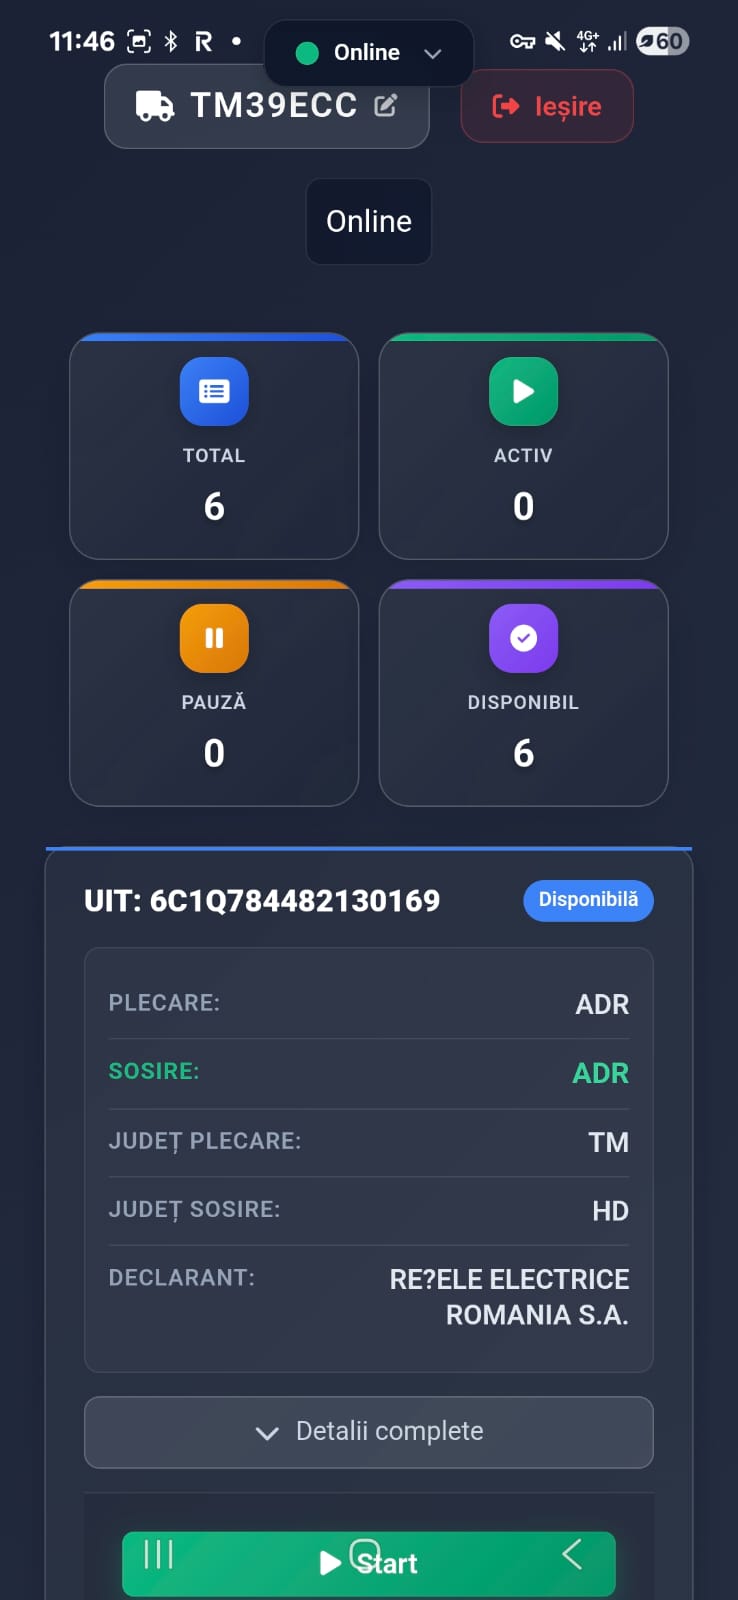 11:46
Online
4G+
60
TM39ECC
Ieșire
Online
TOTAL
6
ACTIV
0
PAUZĂ
0
DISPONIBIL
6
UIT: 6C1Q784482130169
Disponibilă
PLECARE:
ADR
SOSIRE:
ADR
JUDEȚ PLECARE:
TM
JUDEȚ SOSIRE:
HD
DECLARANT:
RE?ELE ELECTRICE
ROMANIA S.A.
Detalii complete
Start